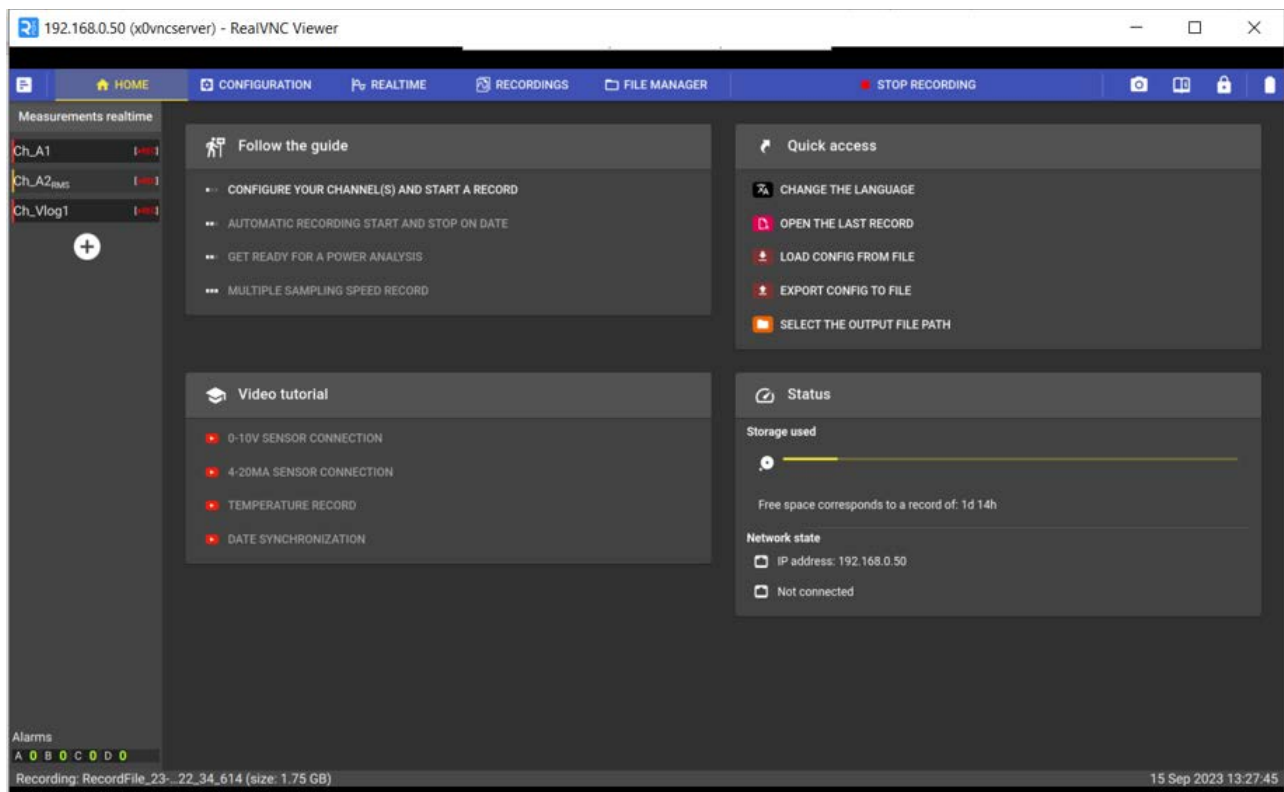 192.168.0.50 (x0vncserver) - RealVNC Viewer
HOME CONFIGURATION REALTIME RECORDINGS FILE MANAGER STOP RECORDING
Measurements realtime
Ch_A1
Ch_A2RMS
Ch_Vlog1
Follow the guide
CONFIGURE YOUR CHANNEL(S) AND START A RECORD
AUTOMATIC RECORDING START AND STOP ON DATE
GET READY FOR A POWER ANALYSIS
MULTIPLE SAMPLING SPEED RECORD
Quick access
CHANGE THE LANGUAGE
OPEN THE LAST RECORD
LOAD CONFIG FROM FILE
EXPORT CONFIG TO FILE
SELECT THE OUTPUT FILE PATH
Video tutorial
0-10V SENSOR CONNECTION
4-20MA SENSOR CONNECTION
TEMPERATURE RECORD
DATE SYNCHRONIZATION
Status
Storage used
Free space corresponds to a record of: 1d 14h
Network state
IP address: 192.168.0.50
Not connected
Alarms
A 0 B 0 C 0 D 0
Recording: RecordFile_23-...22_34_614 (size: 1.75 GB)
15 Sep 2023 13:27:45